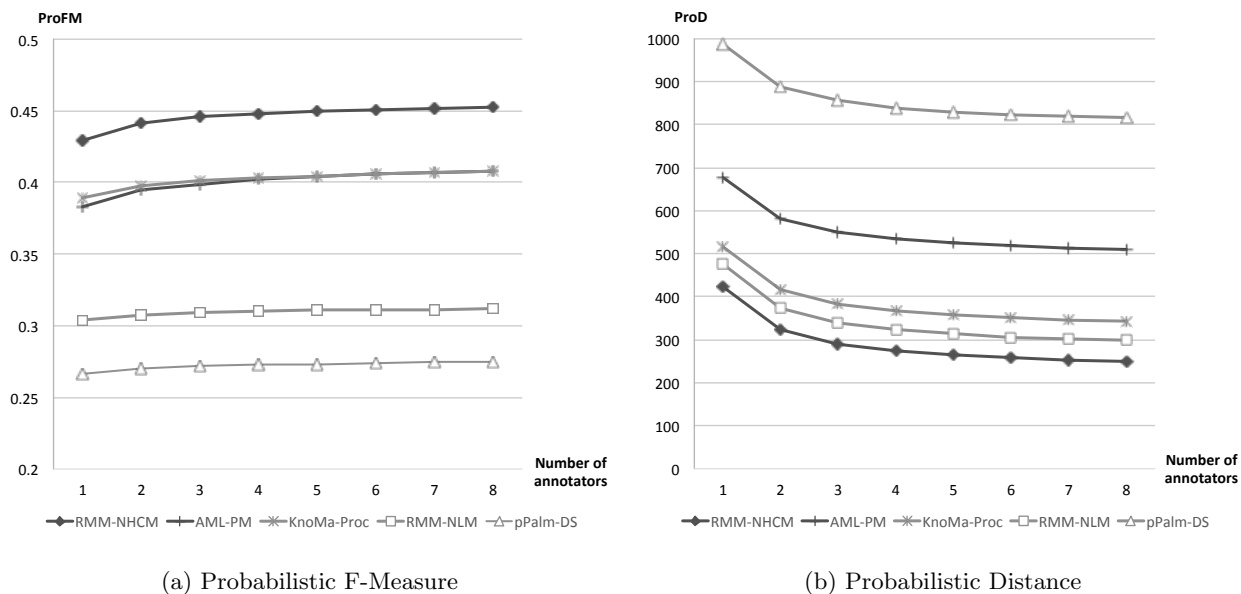 ProFM
0.5
0.45
0.4
0.35
0.3
0.25
0.2
1 2 3 4 5 6 7 8
Number of
annotators
RMM-NHCM AML-PM KnoMa-Proc RMM-NLM pPalm-DS
(a) Probabilistic F-Measure
ProD
1000
900
800
700
600
500
400
300
200
100
0
1 2 3 4 5 6 7 8
Number of
annotators
RMM-NHCM AML-PM KnoMa-Proc RMM-NLM pPalm-DS
(b) Probabilistic Distance